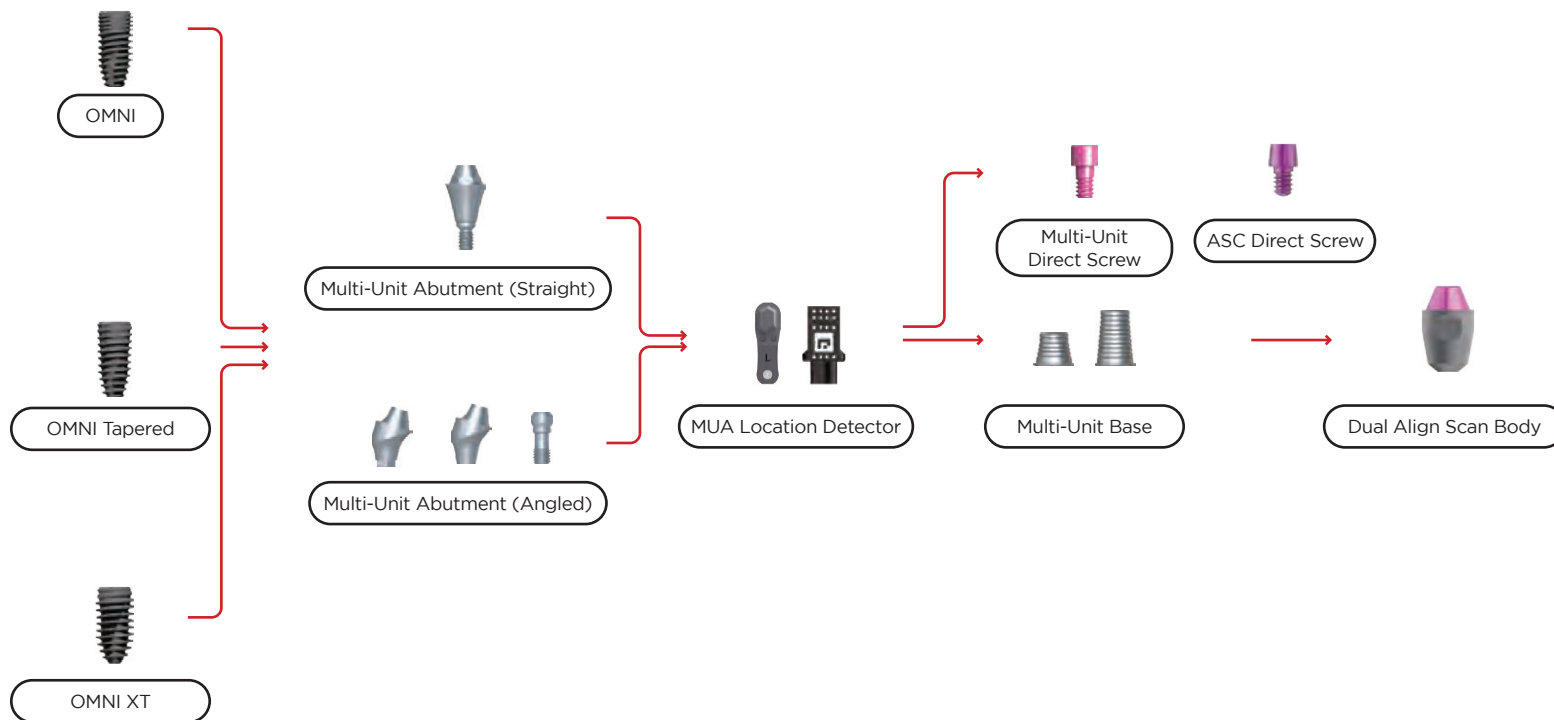 OMNI
OMNI Tapered
OMNI XT
Multi-Unit Abutment (Straight)
Multi-Unit Abutment (Angled)
L
MUA Location Detector
Multi-Unit
Direct Screw
ASC Direct Screw
Multi-Unit Base
Dual Align Scan Body